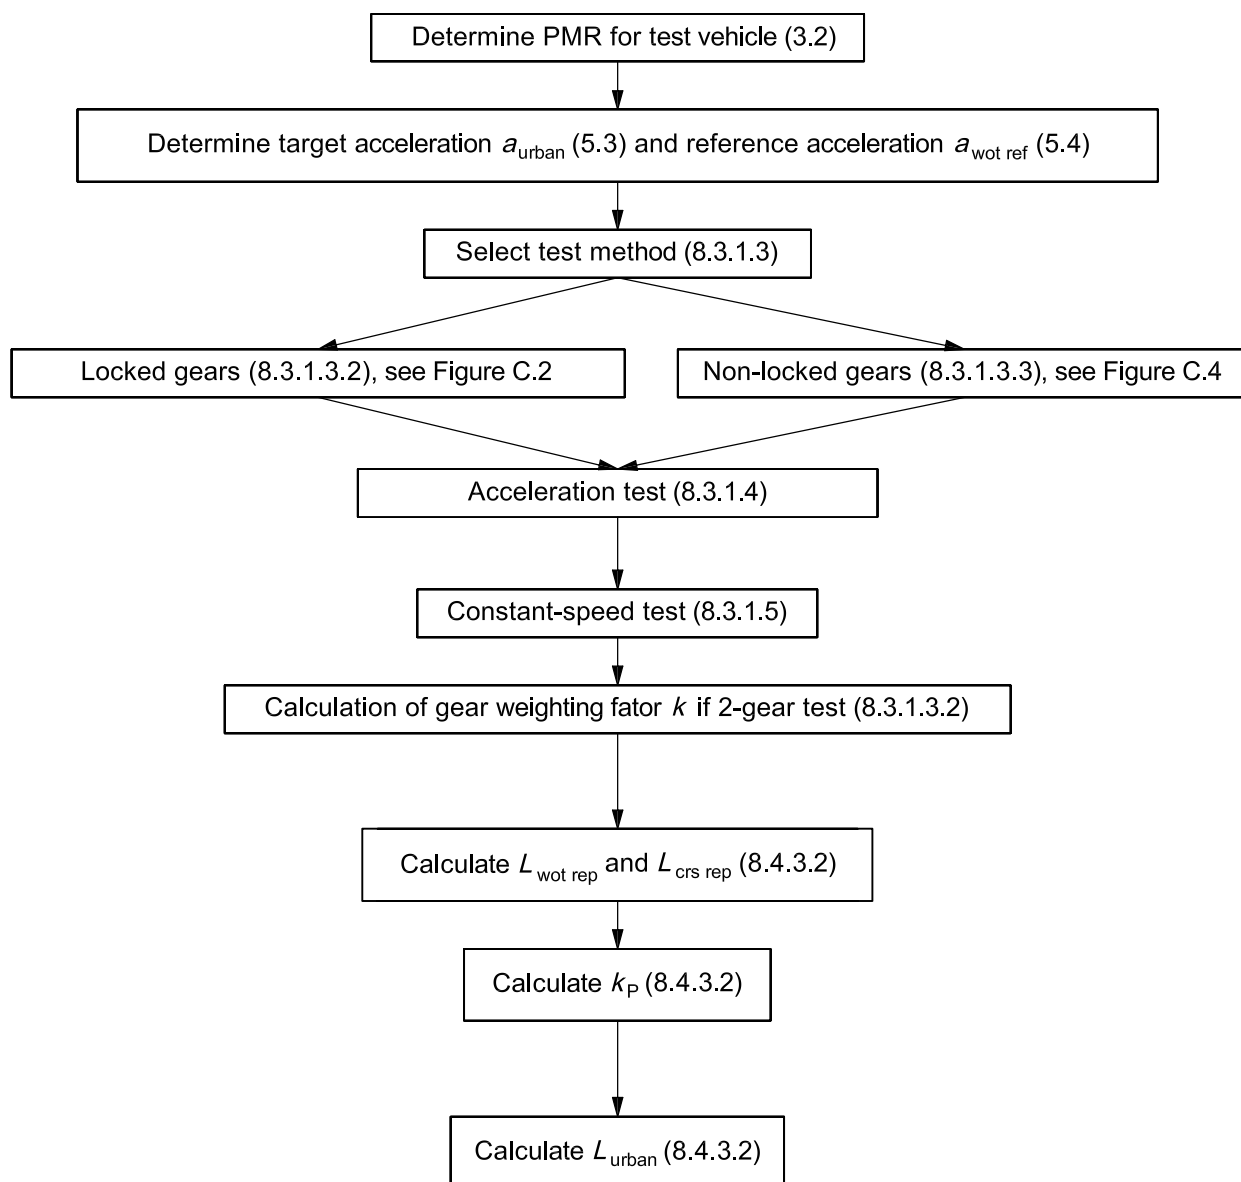 Determine PMR for test vehicle (3.2)
Determine target acceleration a urban (5.3) and reference acceleration a wot ref (5.4)
Select test method (8.3.1.3)
Locked gears (8.3.1.3.2), see Figure C.2
Non-locked gears (8.3.1.3.3), see Figure C.4
Acceleration test (8.3.1.4)
Constant-speed test (8.3.1.5)
Calculation of gear weighting fator k if 2-gear test (8.3.1.3.2)
Calculate L wot rep and L crs rep (8.4.3.2)
Calculate k P (8.4.3.2)
Calculate L urban (8.4.3.2)